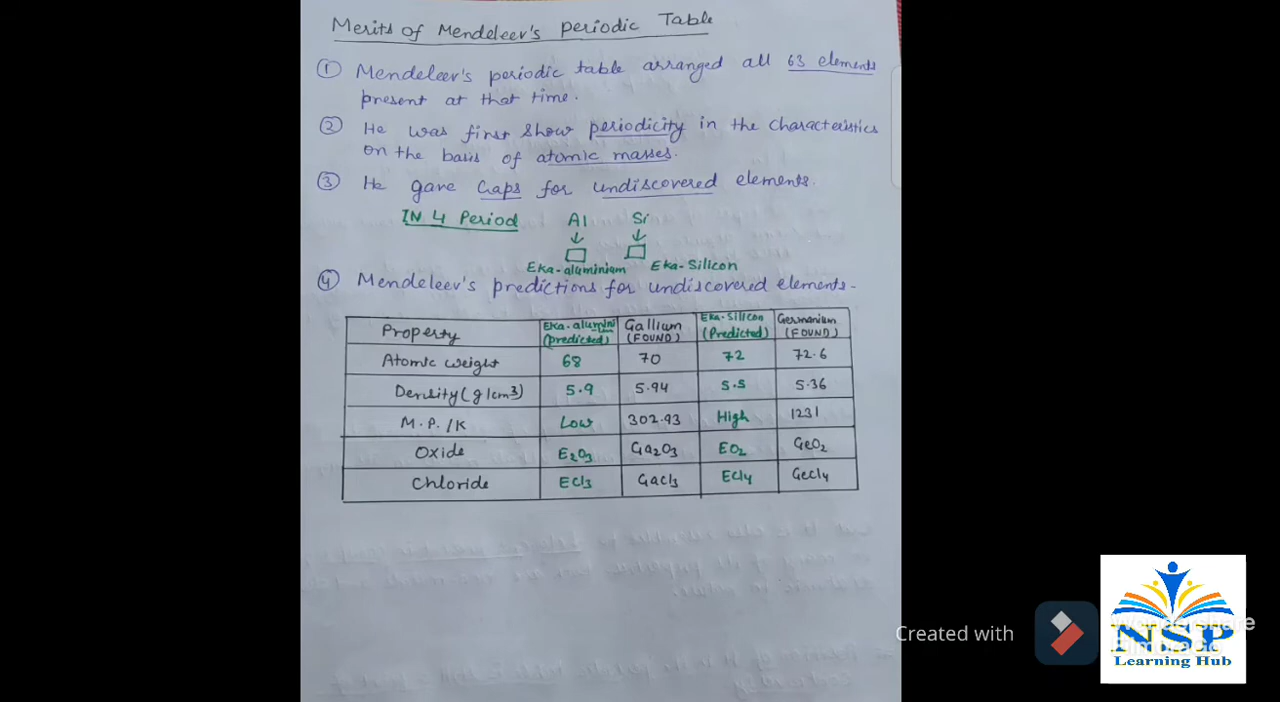 Merits of Mendeleev's periodic Table
① Mendeleev's periodic table arranged all 63 elements
present at that time.
② He was first show periodicity in the characteristics
on the basis of atomic masses.
③ He gave Gaps for undiscovered elements.
IN 4 Period Al Si
Eka-aluminium Eka-Silicon
④ Mendeleev's predictions for undiscovered elements-
Property Eka-aluminium (predicted) Gallium (FOUND) Eka-Silicon (Predicted) Germanium (FOUND)
Atomic weight 68 70 72 72.6
Density (g/cm3) 5.9 5.94 5.5 5.36
M.P./K Low 302.93 High 1231
Oxide E2O3 Ga2O3 EO2 GeO2
Chloride ECl3 GaCl3 ECl4 GeCl4
Created with
Wondershare
Filmora
NSP
Learning Hub